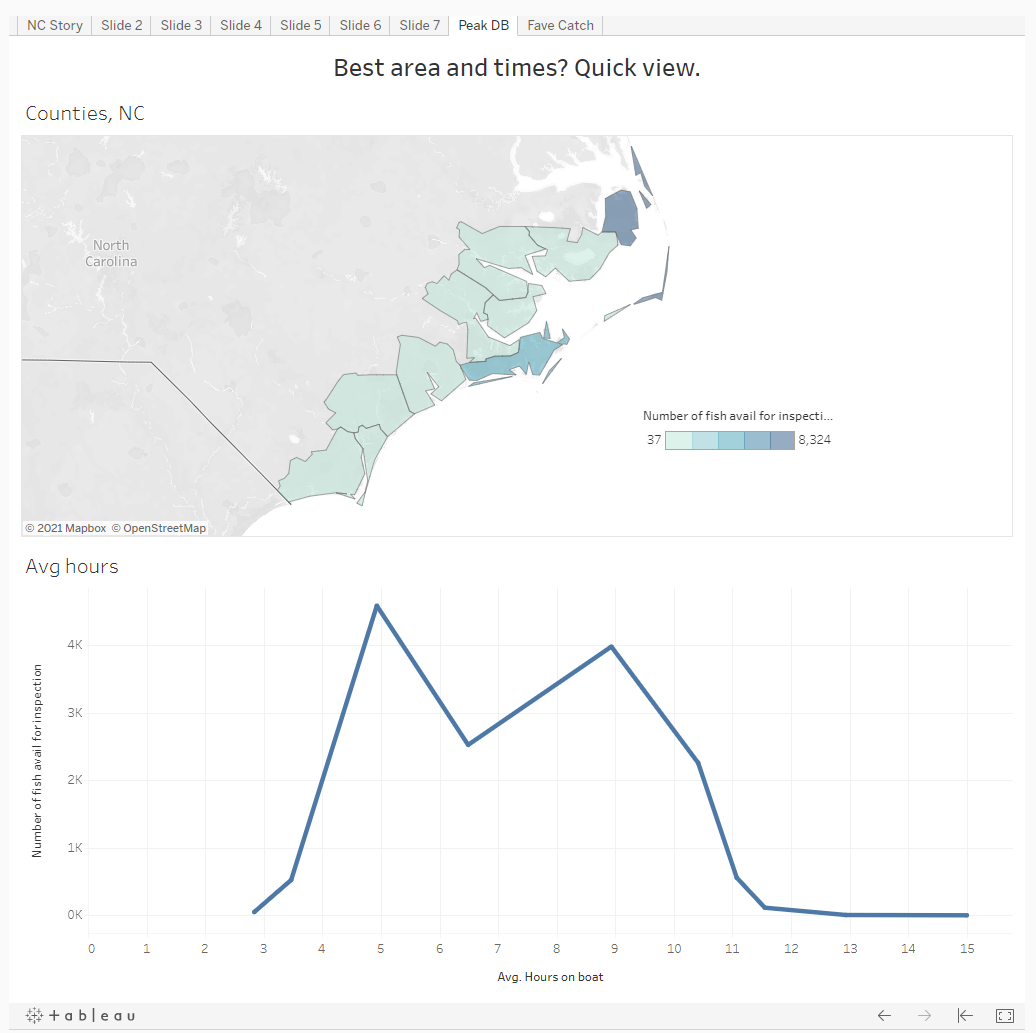 NC Story Slide 2 Slide 3 Slide 4 Slide 5 Slide 6 Slide 7 Peak DB Fave Catch
Best area and times? Quick view.
Counties, NC
North
Carolina
Number of fish avail for inspecti...
37 8,324
© 2021 Mapbox © OpenStreetMap
Avg hours
Number of fish avail for inspection
4K
3K
2K
1K
0K
0 1 2 3 4 5 6 7 8 9 10 11 12 13 14 15
Avg. Hours on boat
+ a b l e a u